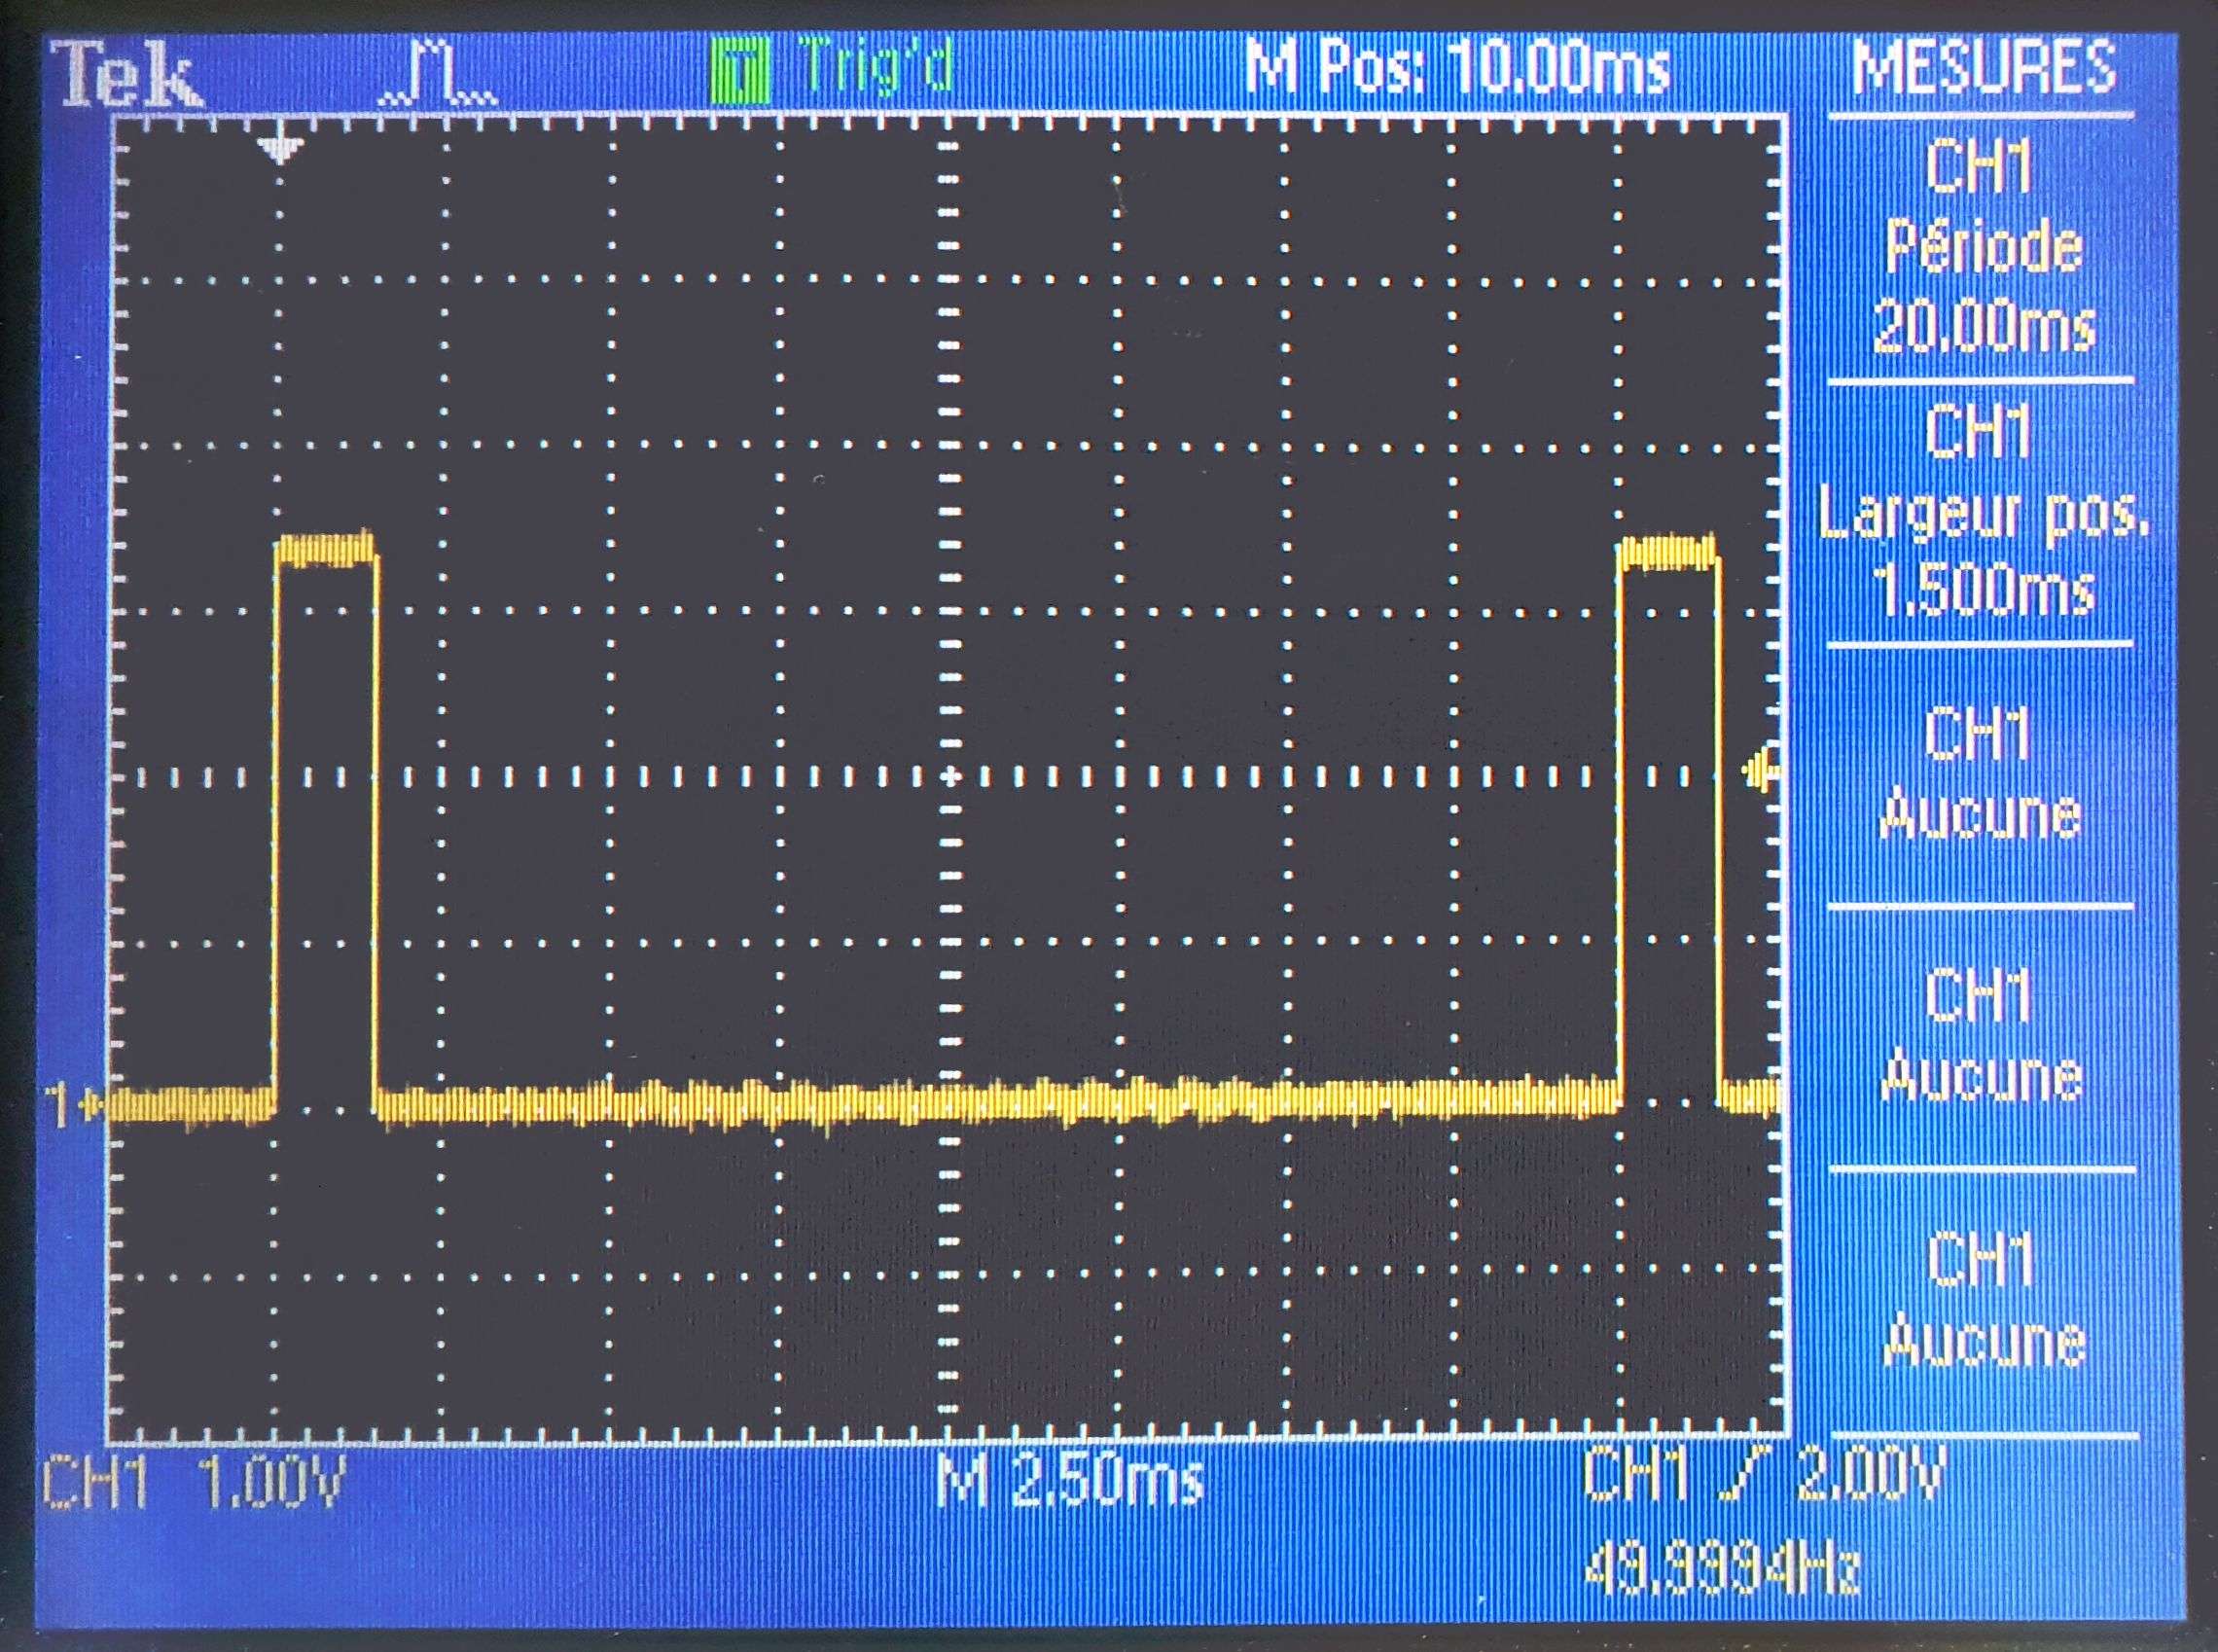 Tek Trig'd M Pos: 10.00ms MESURES
CH1
Période
20.00ms
CH1
Largeur pos.
1.500ms
CH1
Aucune
CH1
Aucune
CH1
Aucune
1
CH1 1.00V M 2.50ms CH1 2.00V
49.9994Hz